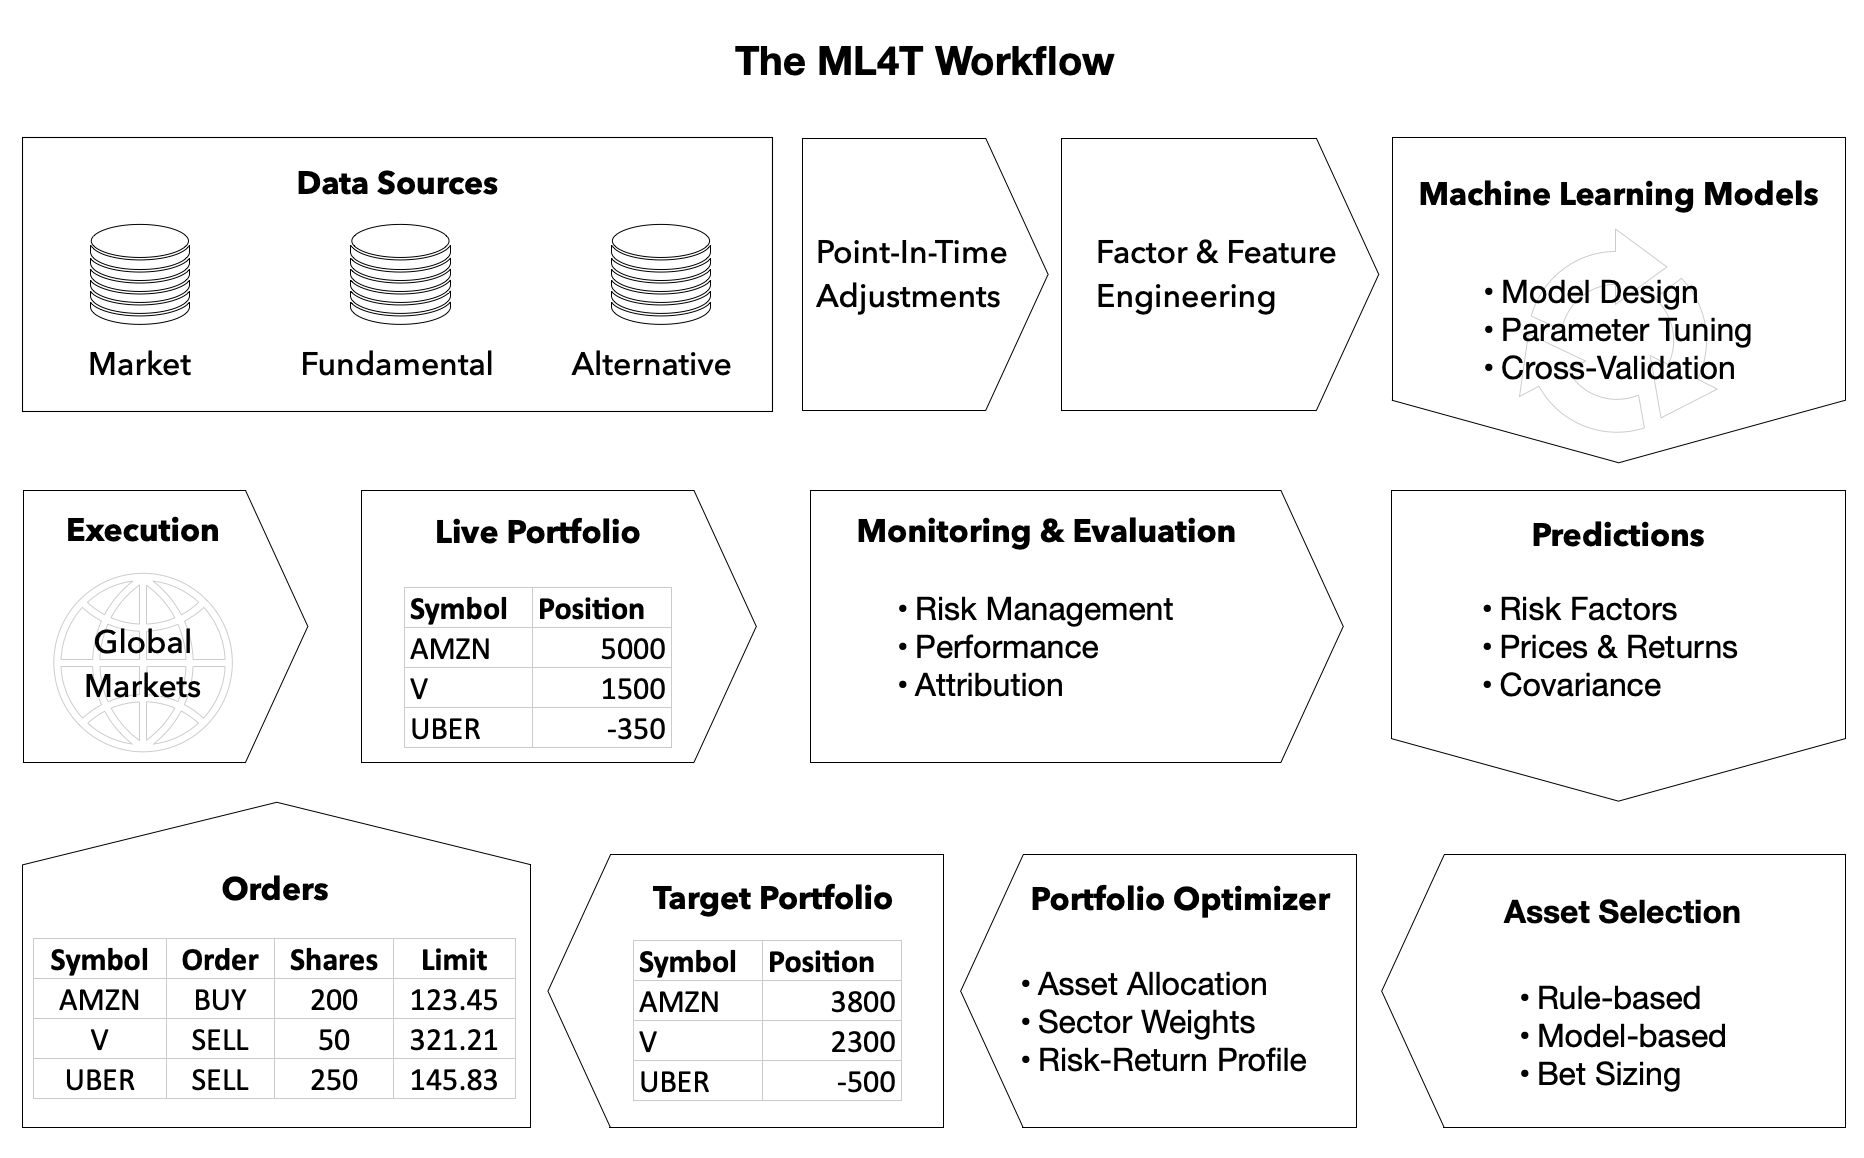 The ML4T Workflow
Data Sources
Market
Fundamental
Alternative
Point-In-Time
Adjustments
Factor & Feature
Engineering
Machine Learning Models
• Model Design
• Parameter Tuning
• Cross-Validation
Execution
Global
Markets
Live Portfolio
Symbol Position
AMZN 5000
V 1500
UBER -350
Monitoring & Evaluation
• Risk Management
• Performance
• Attribution
Predictions
• Risk Factors
• Prices & Returns
• Covariance
Orders
Symbol Order Shares Limit
AMZN BUY 200 123.45
V SELL 50 321.21
UBER SELL 250 145.83
Target Portfolio
Symbol Position
AMZN 3800
V 2300
UBER -500
Portfolio Optimizer
• Asset Allocation
• Sector Weights
• Risk-Return Profile
Asset Selection
• Rule-based
• Model-based
• Bet Sizing